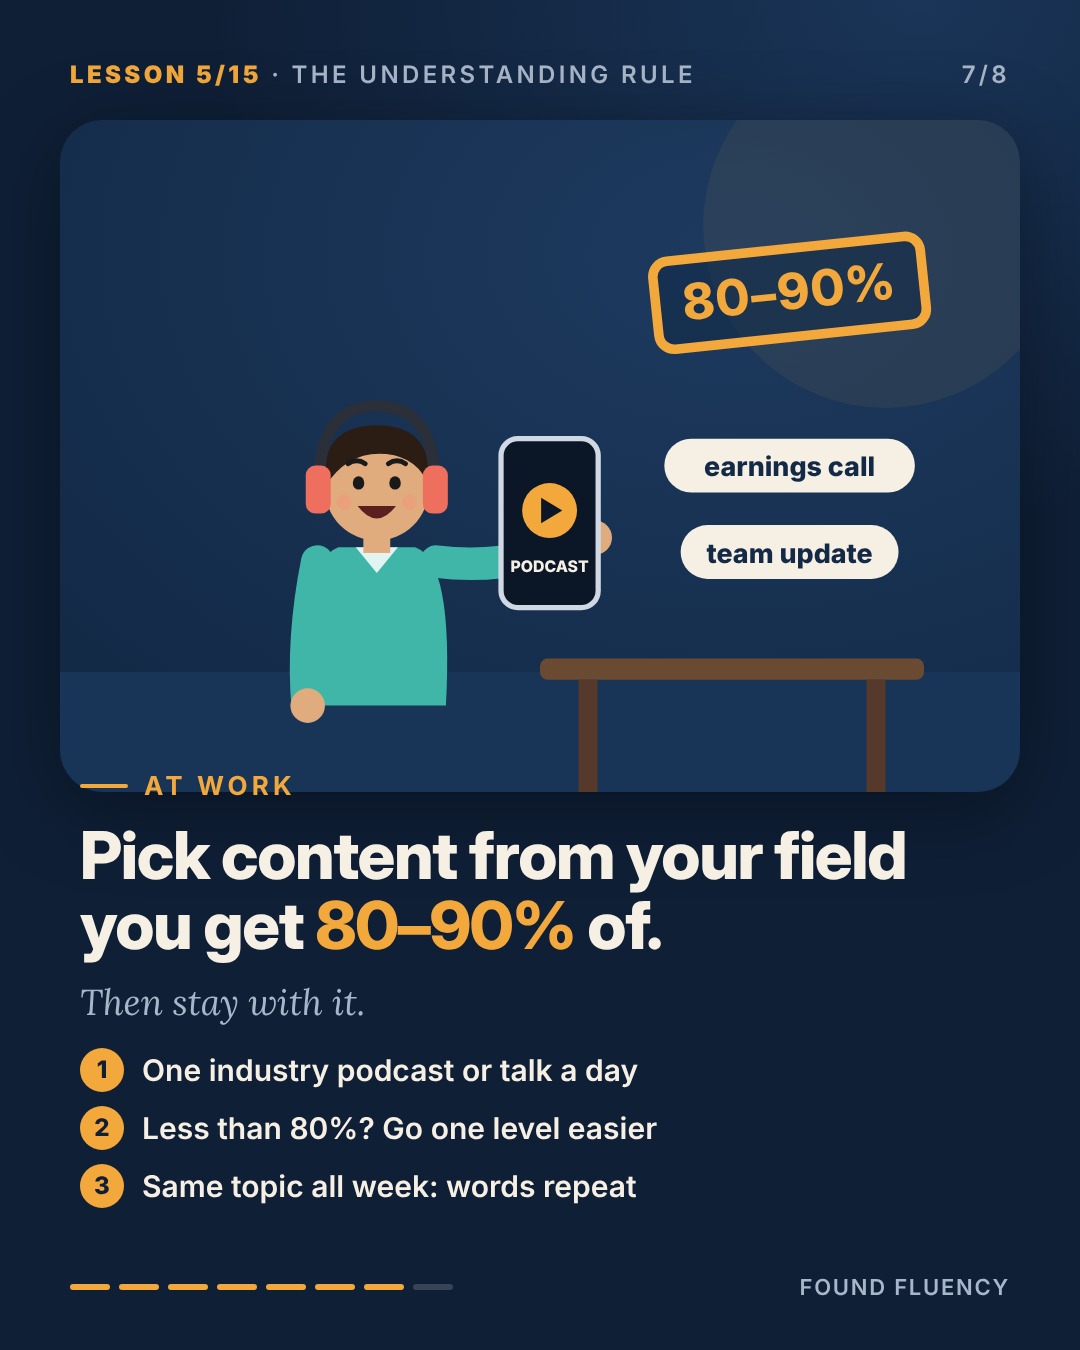 LESSON 5/15 · THE UNDERSTANDING RULE
7/8
80–90%
earnings call
team update
PODCAST
AT WORK
Pick content from your field
you get 80–90% of.
Then stay with it.
1 One industry podcast or talk a day
2 Less than 80%? Go one level easier
3 Same topic all week: words repeat
FOUND FLUENCY